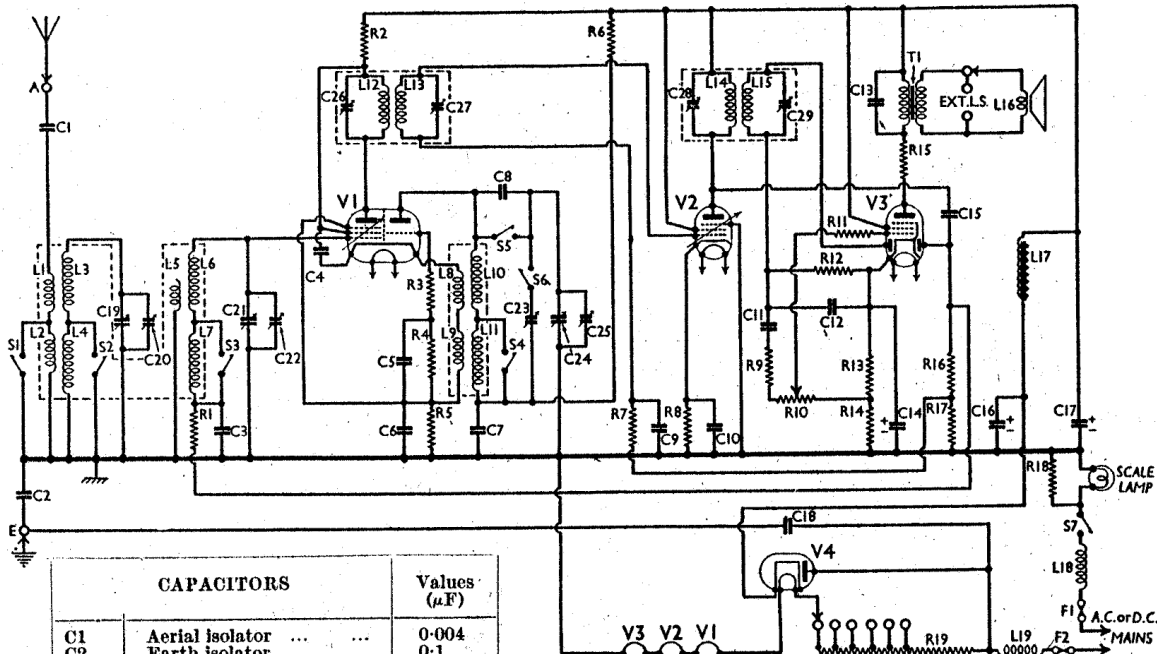 R2
R6
T1
L12
L13
L14
L15
C26
C27
C28
C29
C13
EXT.L.S.
L16
A
C1
R15
C8
V1
V2
V3
C15
R11
R12
S5
L17
C4
L1
L3
L5
L6
R3
L8
L10
S6
C23
C19
C21
C24
C25
C11
C12
L2
L4
L7
R4
L9
L11
S1
S2
S3
S4
C20
C22
C5
R9
R13
R16
R10
R1
C3
C6
R5
C7
R7
C9
R8
C10
R14
+
-
C14
R17
C16
+
-
C17
+
-
C2
R18
SCALE
LAMP
E
C18
S7
V4
L18
CAPACITORS
Values
(μF)
F1
A.C.or D.C.
MAINS
C1 Aerial isolator ... ... 0·004
C2 Earth isolator 0·1
V3 V2 V1
R19
L19
F2